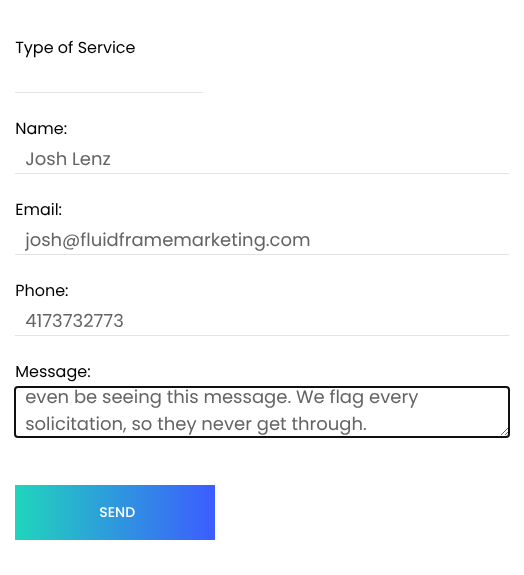 Type of Service
Name:
Josh Lenz
Email:
josh@fluidframemarketing.com
Phone:
4173732773
Message:
even be seeing this message. We flag every
solicitation, so they never get through.
SEND